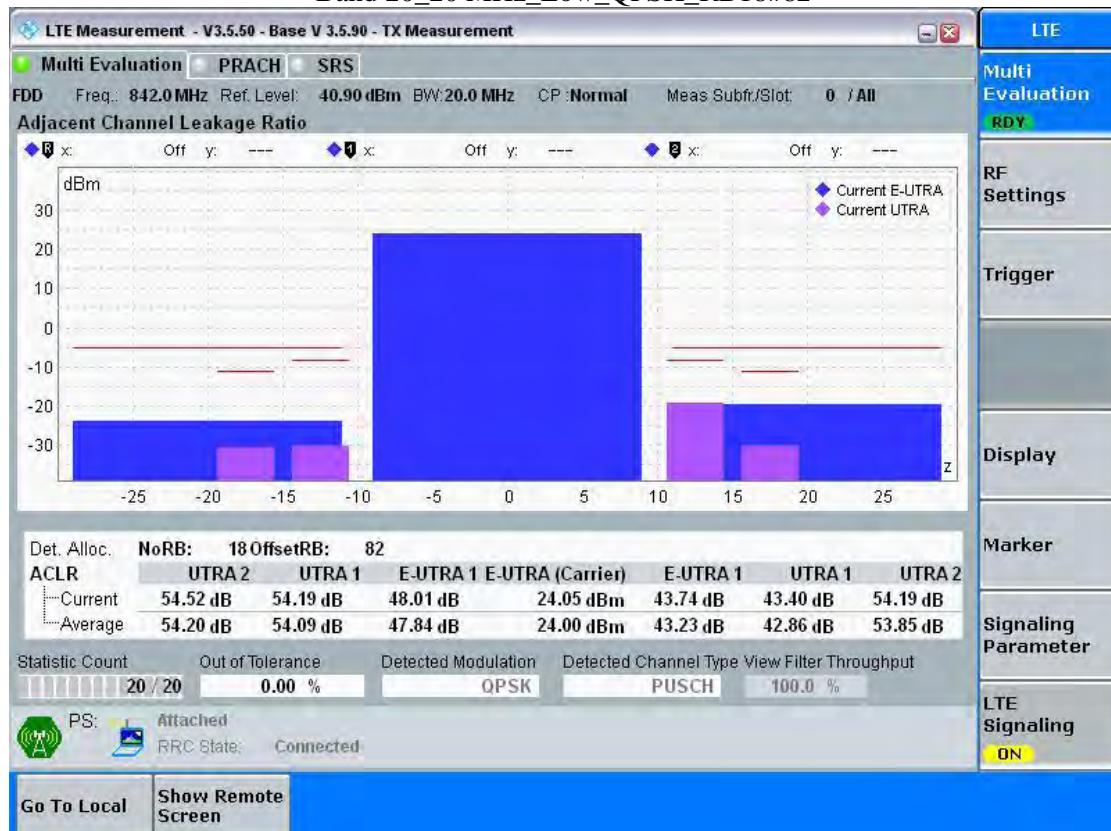 LTE Measurement - V3.5.50 - Base V 3.5.90 - TX Measurement
LTE
Multi Evaluation PRACH SRS
Multi Evaluation
RDY
FDD Freq.: 842.0 MHz Ref. Level: 40.90 dBm BW: 20.0 MHz CP :Normal Meas Subfr./Slot: 0 / All
Adjacent Channel Leakage Ratio
R x: Off y: --- 1 x: Off y: --- 2 x: Off y: ---
dBm
Current E-UTRA
Current UTRA
30
20
10
0
-10
-20
-30
z
-25 -20 -15 -10 -5 0 5 10 15 20 25
RF Settings
Trigger
Display
Marker
Signaling Parameter
LTE Signaling
ON
Det. Alloc. NoRB: 18 OffsetRB: 82
ACLR UTRA 2 UTRA 1 E-UTRA 1 E-UTRA (Carrier) E-UTRA 1 UTRA 1 UTRA 2
Current 54.52 dB 54.19 dB 48.01 dB 24.05 dBm 43.74 dB 43.40 dB 54.19 dB
Average 54.20 dB 54.09 dB 47.84 dB 24.00 dBm 43.23 dB 42.86 dB 53.85 dB
Statistic Count Out of Tolerance Detected Modulation Detected Channel Type View Filter Throughput
20 / 20 0.00 % QPSK PUSCH 100.0 %
PS: Attached
RRC State: Connected
Go To Local
Show Remote Screen